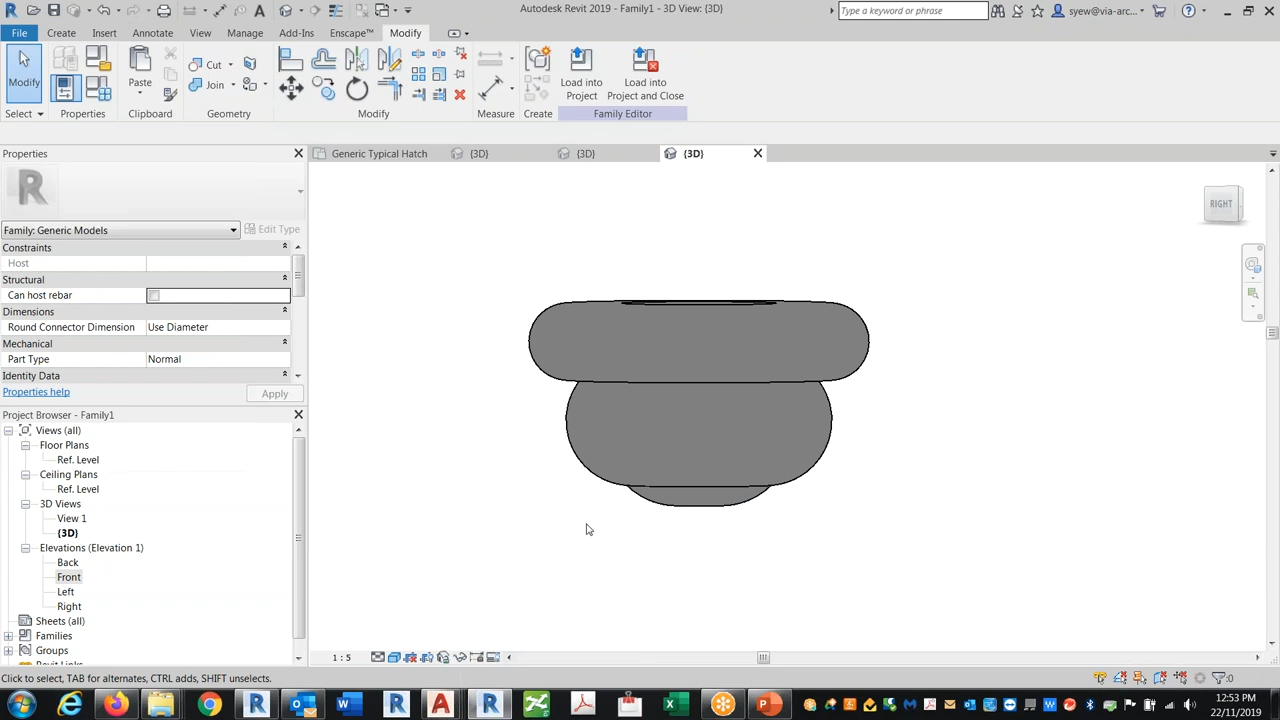 Autodesk Revit 2019 - Family1 - 3D View: {3D}
Type a keyword or phrase
syew@via-arc...
File Create Insert Annotate View Manage Add-Ins Enscape™ Modify
Modify
Paste
Cut
Join
Load into Project
Load into Project and Close
Select Properties Clipboard Geometry Modify Measure Create Family Editor
Properties
Generic Typical Hatch
{3D}
{3D}
{3D}
RIGHT
Family: Generic Models
Edit Type
Constraints
Host
Structural
Can host rebar
Dimensions
Round Connector Dimension Use Diameter
Mechanical
Part Type Normal
Identity Data
Properties help
Apply
Project Browser - Family1
Views (all)
Floor Plans
Ref. Level
Ceiling Plans
Ref. Level
3D Views
View 1
{3D}
Elevations (Elevation 1)
Back
Front
Left
Right
Sheets (all)
Families
Groups
Revit Links
1 : 5
Click to select, TAB for alternates, CTRL adds, SHIFT unselects.
:0
12:53 PM
22/11/2019